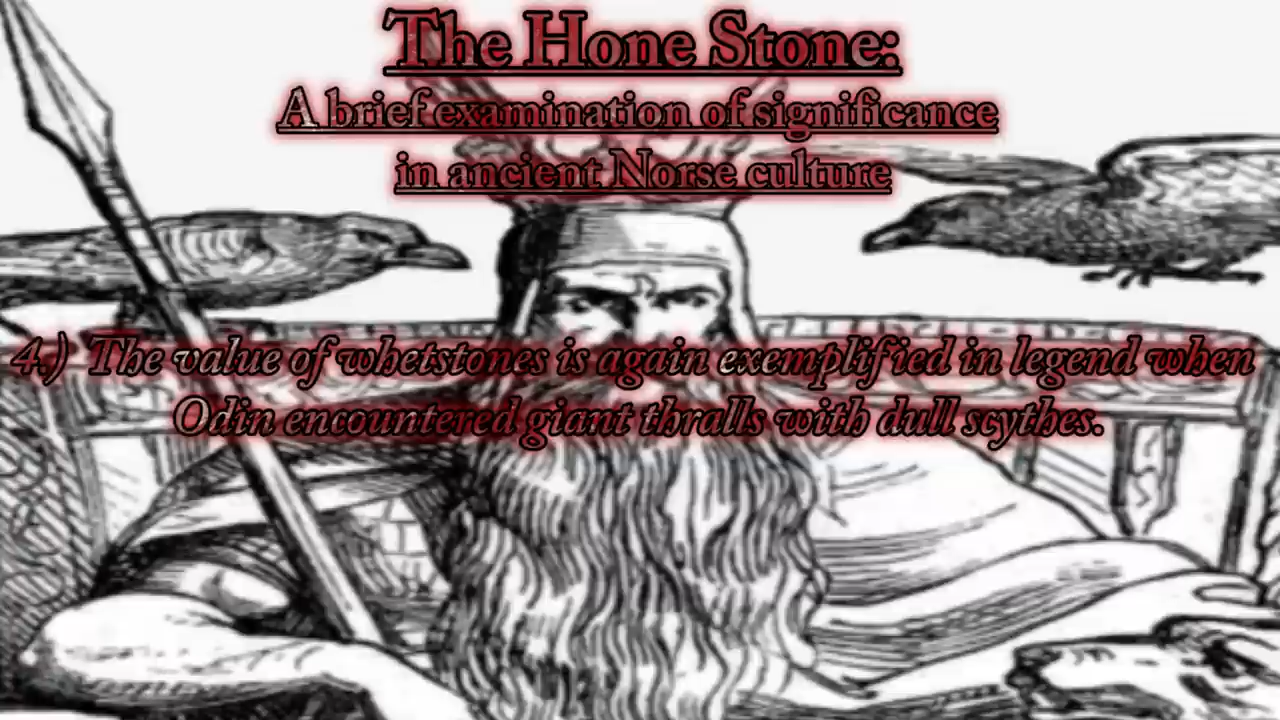 The Hone Stone:
A brief examination of significance
in ancient Norse culture
4.) The value of whetstones is again exemplified in legend when
Odin encountered giant thralls with dull scythes.